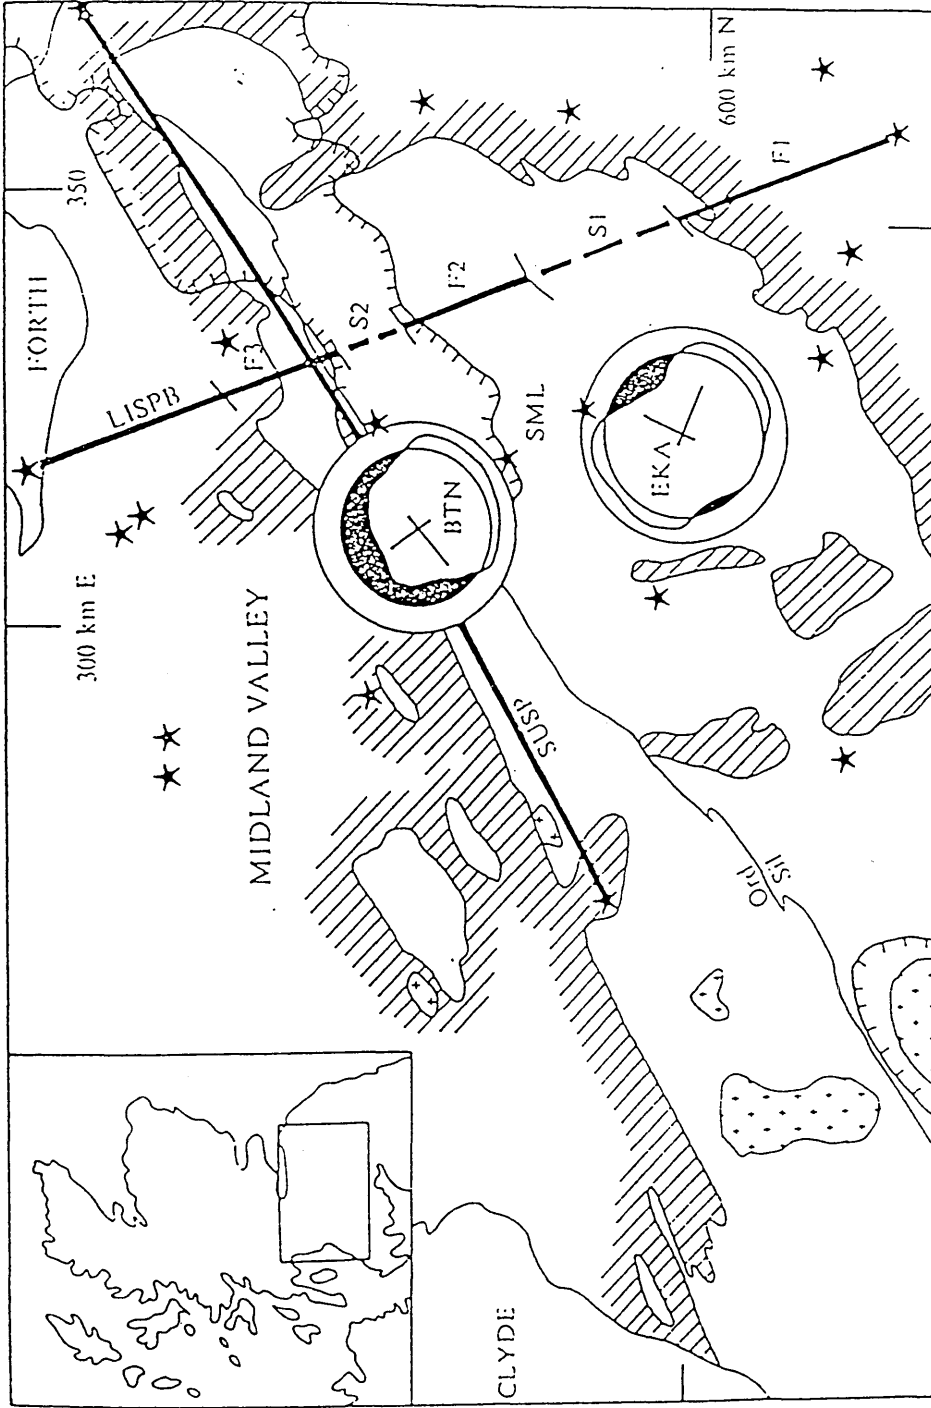 600 km N
350
FORTH
F1
S1
F2
S2
F3
LISPB
SML
EKA
BTN
300 km E
MIDLAND VALLEY
SUSP
Ord
Sil
CLYDE